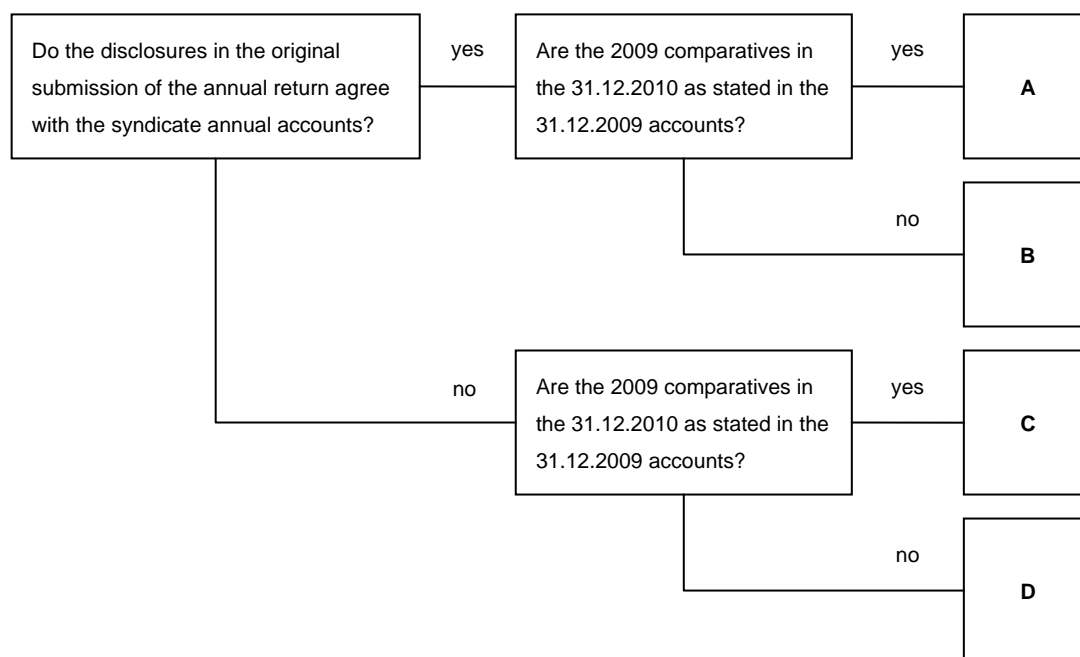 Do the disclosures in the original
submission of the annual return agree
with the syndicate annual accounts?
yes
Are the 2009 comparatives in
the 31.12.2010 as stated in the
31.12.2009 accounts?
yes
A
no
B
no
Are the 2009 comparatives in
the 31.12.2010 as stated in the
31.12.2009 accounts?
yes
C
no
D